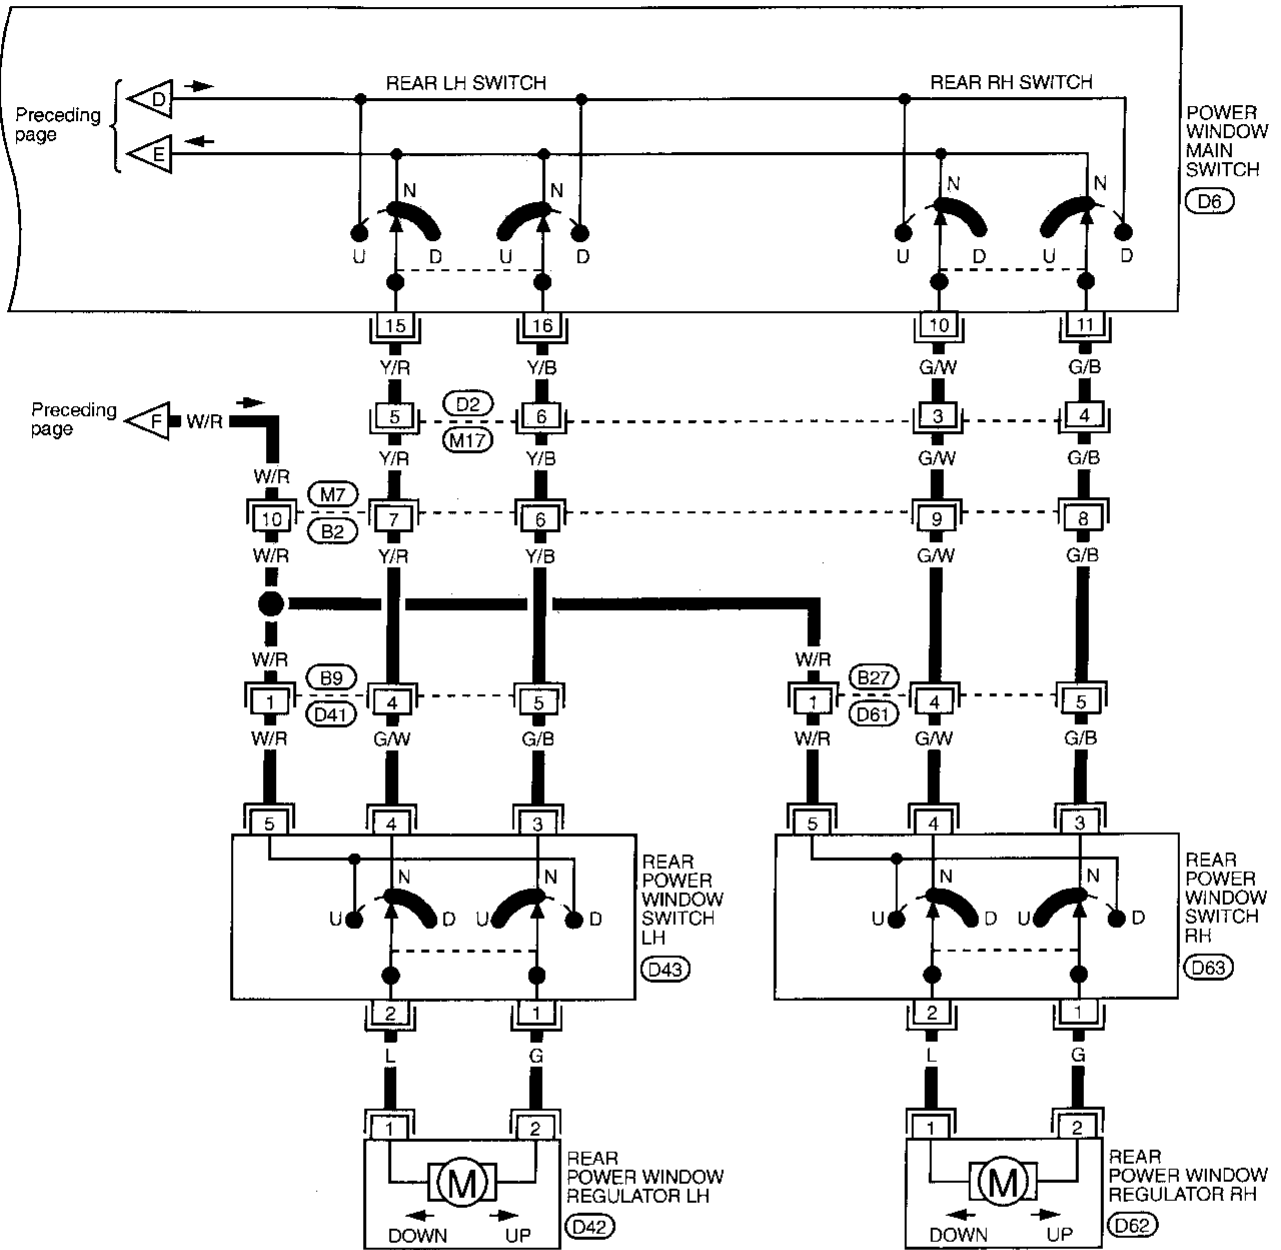 REAR LH SWITCH
REAR RH SWITCH
Preceding
page
D
E
POWER
WINDOW
MAIN
SWITCH
D6
N
N
N
N
U
D
U
D
U
D
U
D
15
16
10
11
Y/R
Y/B
G/W
G/B
Preceding
page
F
W/R
5
D2
M17
6
3
4
W/R
Y/R
Y/B
G/W
G/B
10
M7
B2
7
6
9
8
W/R
Y/R
Y/B
G/W
G/B
W/R
W/R
1
B9
D41
4
5
1
B27
D61
4
5
W/R
G/W
G/B
W/R
G/W
G/B
5
4
3
5
4
3
N
N
U
D
U
D
REAR
POWER
WINDOW
SWITCH
LH
D43
N
N
U
D
U
D
REAR
POWER
WINDOW
SWITCH
RH
D63
2
1
2
1
L
G
L
G
1
2
1
2
M
DOWN
UP
REAR
POWER WINDOW
REGULATOR LH
D42
M
DOWN
UP
REAR
POWER WINDOW
REGULATOR RH
D62